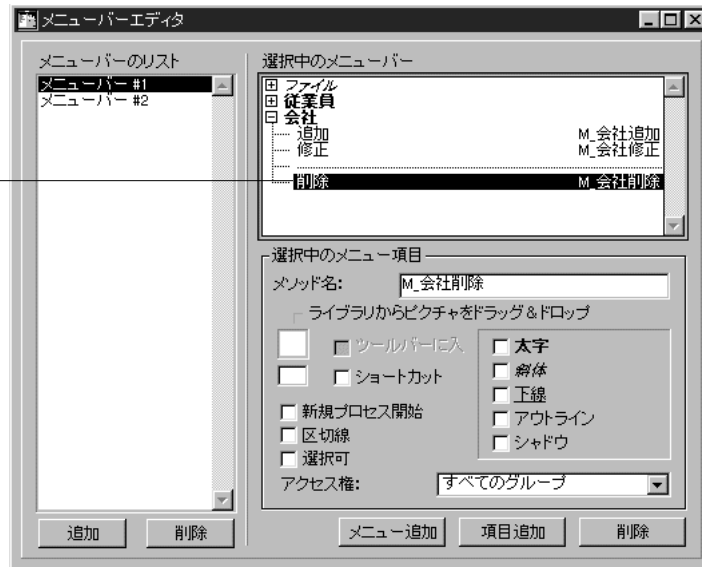 メニューバーエディタ
メニューバーのリスト
メニューバー #1
メニューバー #2
追加
削除
選択中のメニューバー
ファイル
従業員
会社
追加 M_会社追加
修正 M_会社修正
削除 M_会社削除
選択中のメニュー項目
メソッド名: M_会社削除
ライブラリからピクチャをドラッグ&ドロップ
ツールバーに入
ショートカット
新規プロセス開始
区切線
選択可
太字
斜体
下線
アウトライン
シャドウ
アクセス権: すべてのグループ
メニュー追加
項目追加
削除